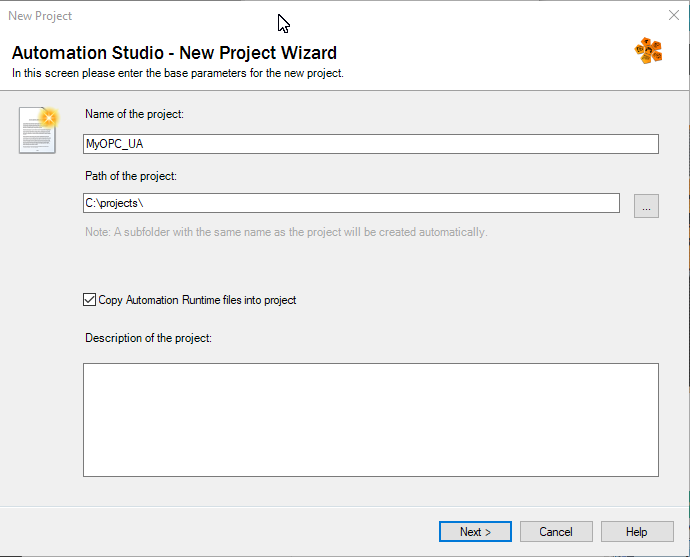 New Project
Automation Studio - New Project Wizard
In this screen please enter the base parameters for the new project.
Name of the project:
MyOPC_UA
Path of the project:
C:\projects\
...
Note: A subfolder with the same name as the project will be created automatically.
Copy Automation Runtime files into project
Description of the project:
Next >
Cancel
Help